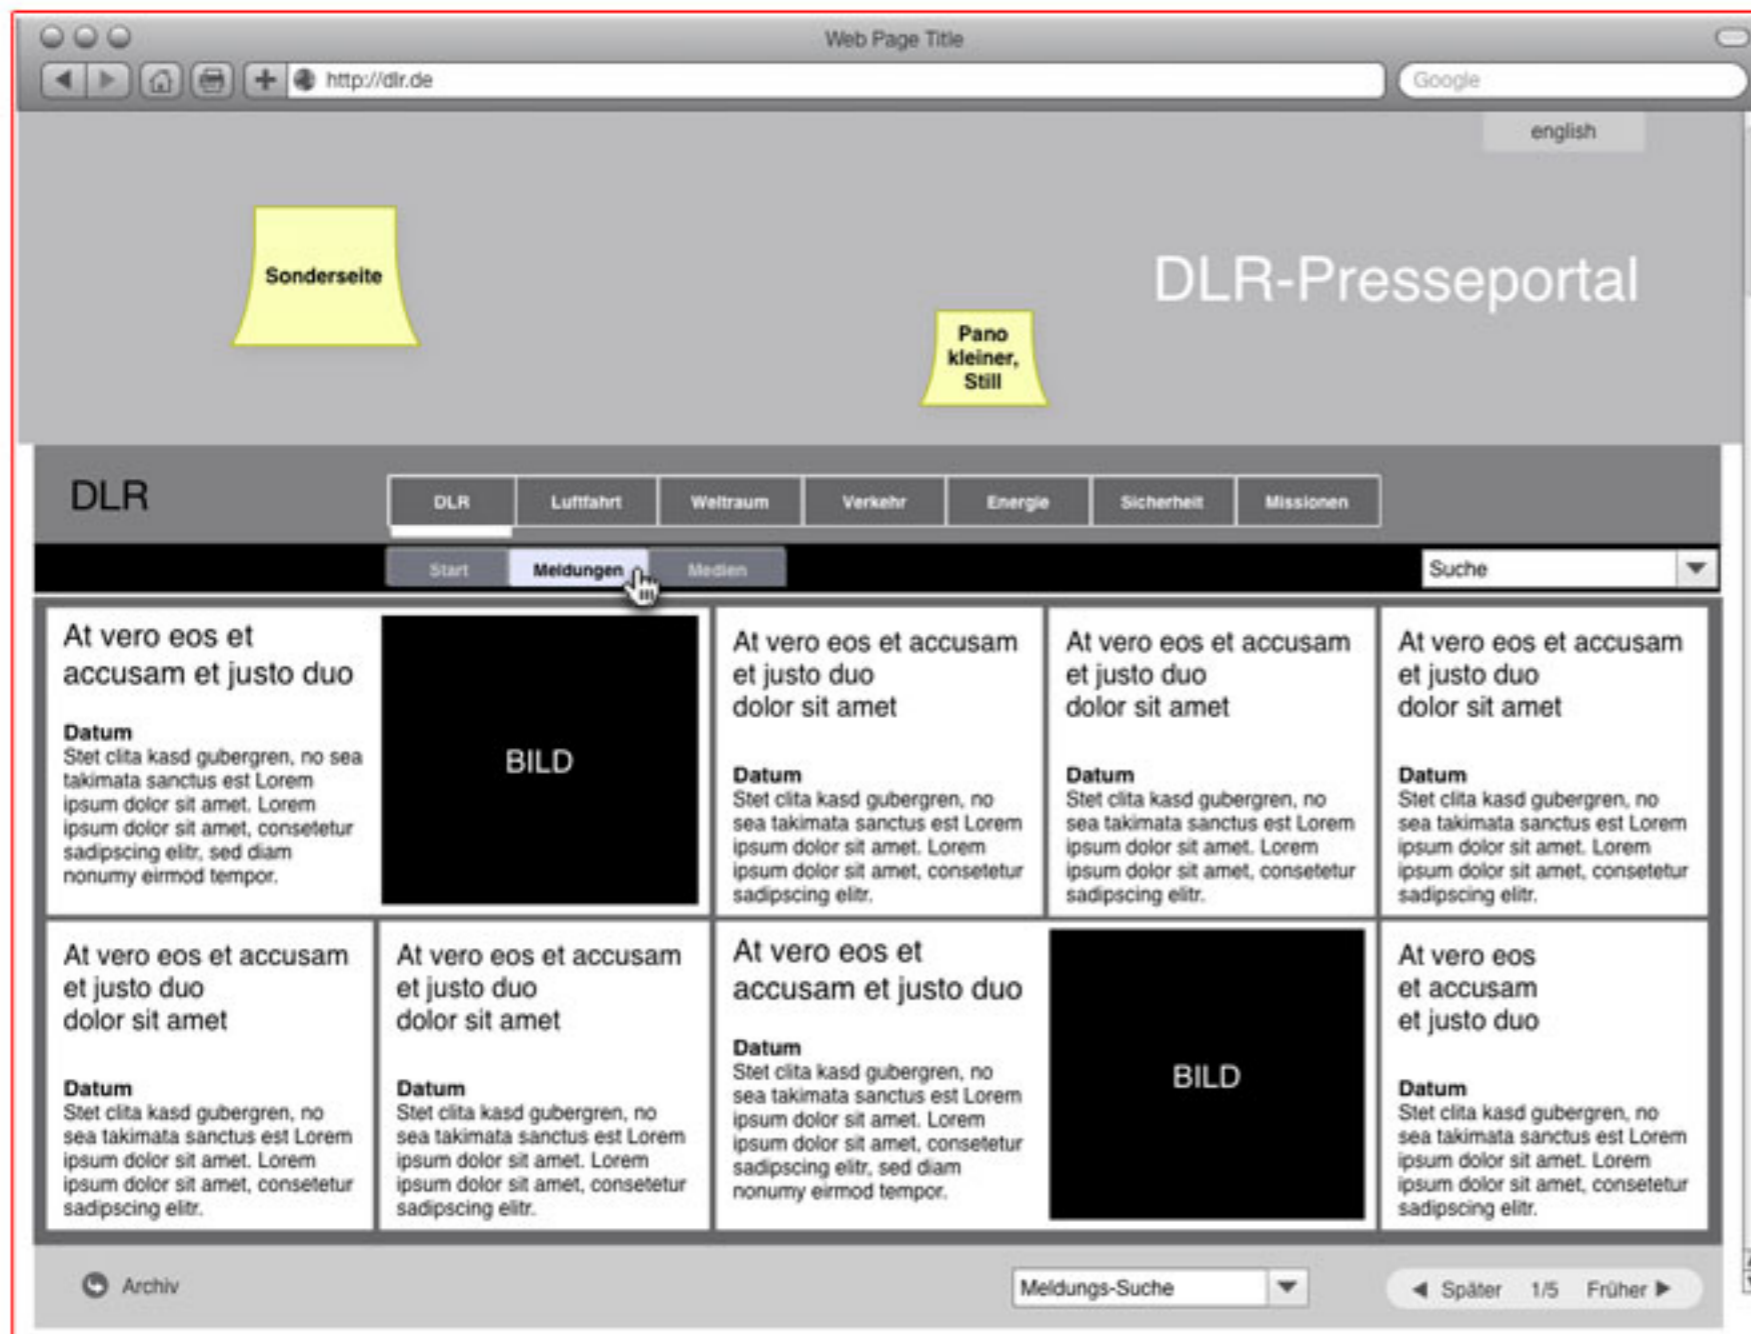 Web Page Title
http://dlr.de
Google
english
Sonderseite
DLR-Presseportal
Pano
kleiner,
Still
DLR
DLR
Luftfahrt
Weltraum
Verkehr
Energie
Sicherheit
Missionen
Start
Meldungen
Medien
Suche
At vero eos et
accusam et justo duo
Datum
Stet clita kasd gubergren, no sea
takimata sanctus est Lorem
ipsum dolor sit amet. Lorem
ipsum dolor sit amet, consetetur
sadipscing elitr, sed diam
nonumy eirmod tempor.
BILD
At vero eos et accusam
et justo duo
dolor sit amet
Datum
Stet clita kasd gubergren, no
sea takimata sanctus est Lorem
ipsum dolor sit amet. Lorem
ipsum dolor sit amet, consetetur
sadipscing elitr.
At vero eos et accusam
et justo duo
dolor sit amet
Datum
Stet clita kasd gubergren, no
sea takimata sanctus est Lorem
ipsum dolor sit amet. Lorem
ipsum dolor sit amet, consetetur
sadipscing elitr.
At vero eos et accusam
et justo duo
dolor sit amet
Datum
Stet clita kasd gubergren, no
sea takimata sanctus est Lorem
ipsum dolor sit amet. Lorem
ipsum dolor sit amet, consetetur
sadipscing elitr.
At vero eos et accusam
et justo duo
dolor sit amet
Datum
Stet clita kasd gubergren, no
sea takimata sanctus est Lorem
ipsum dolor sit amet. Lorem
ipsum dolor sit amet, consetetur
sadipscing elitr.
At vero eos et accusam
et justo duo
dolor sit amet
Datum
Stet clita kasd gubergren, no
sea takimata sanctus est Lorem
ipsum dolor sit amet. Lorem
ipsum dolor sit amet, consetetur
sadipscing elitr.
At vero eos et
accusam et justo duo
Datum
Stet clita kasd gubergren, no
sea takimata sanctus est Lorem
ipsum dolor sit amet. Lorem
ipsum dolor sit amet, consetetur
sadipscing elitr, sed diam
nonumy eirmod tempor.
BILD
At vero eos
et accusam
et justo duo
Datum
Stet clita kasd gubergren, no
sea takimata sanctus est Lorem
ipsum dolor sit amet. Lorem
ipsum dolor sit amet, consetetur
sadipscing elitr.
Archiv
Meldungs-Suche
Später 1/5 Früher